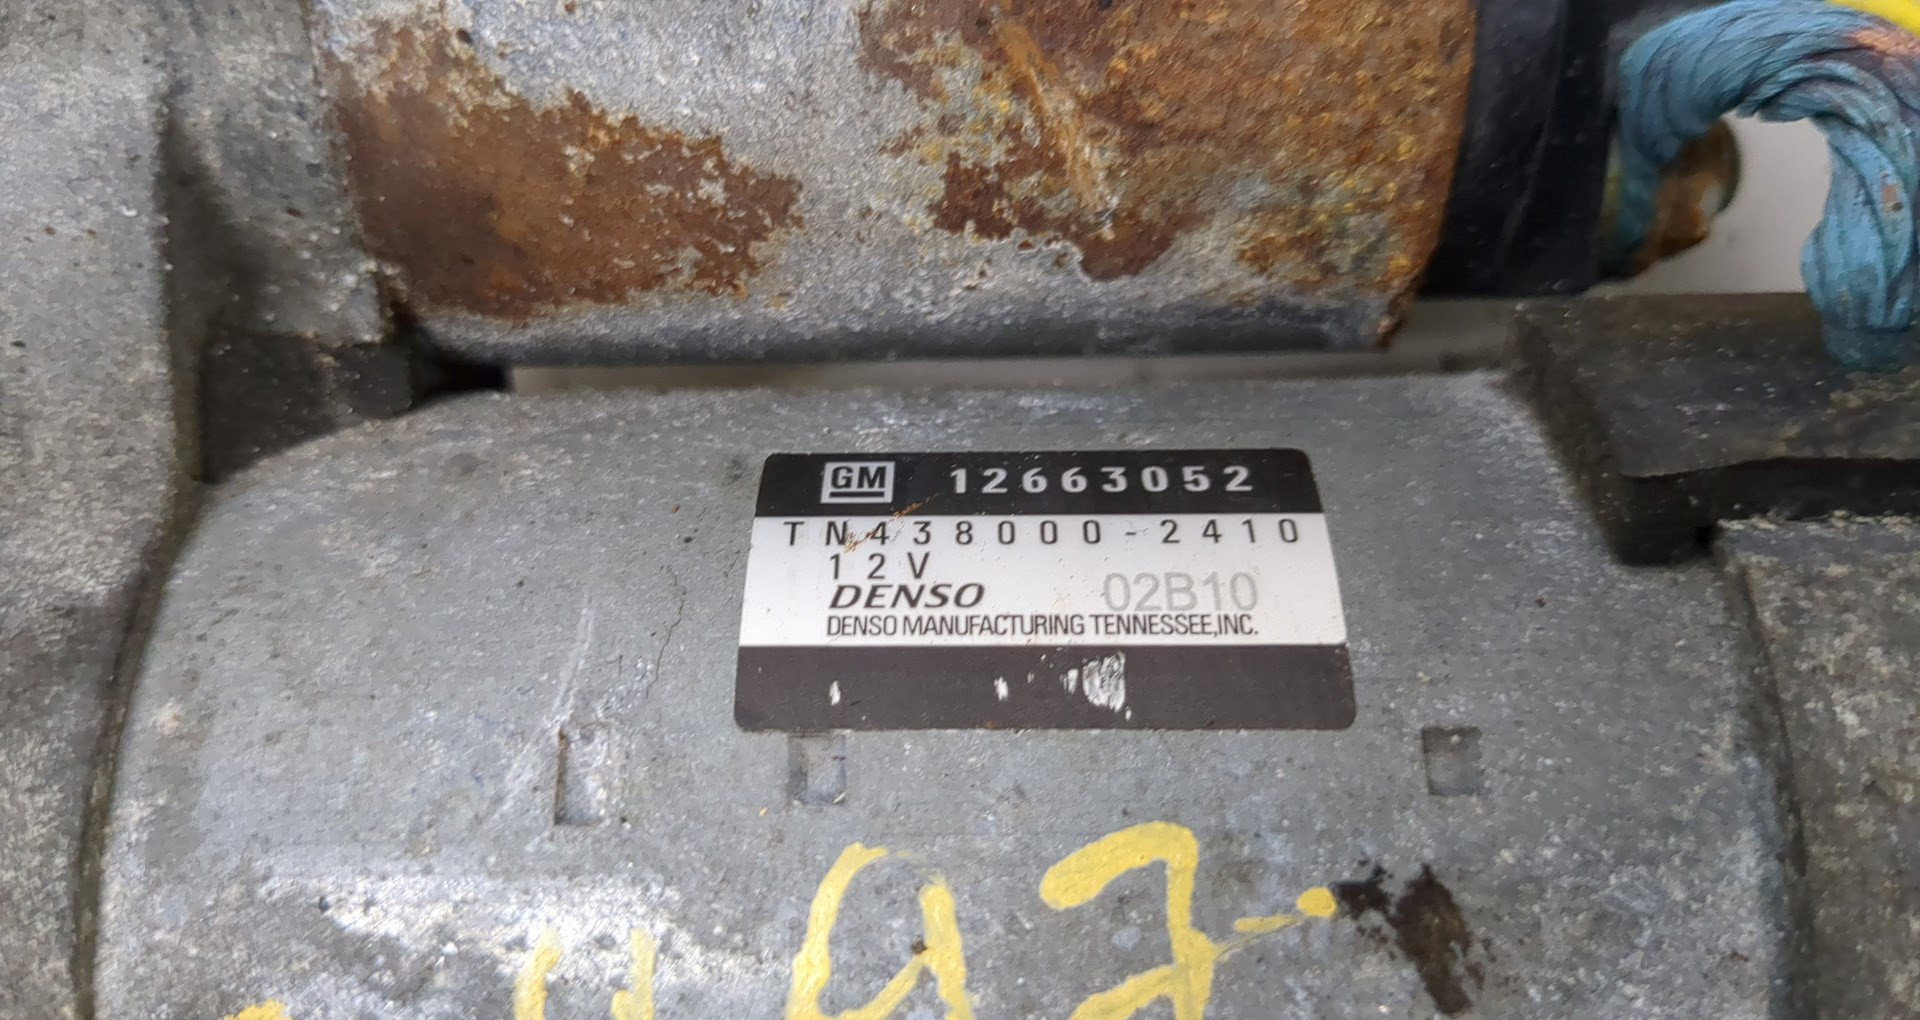 GM 12663052
TN438000-2410
12V
DENSO 02B10
DENSO MANUFACTURING TENNESSEE,INC.